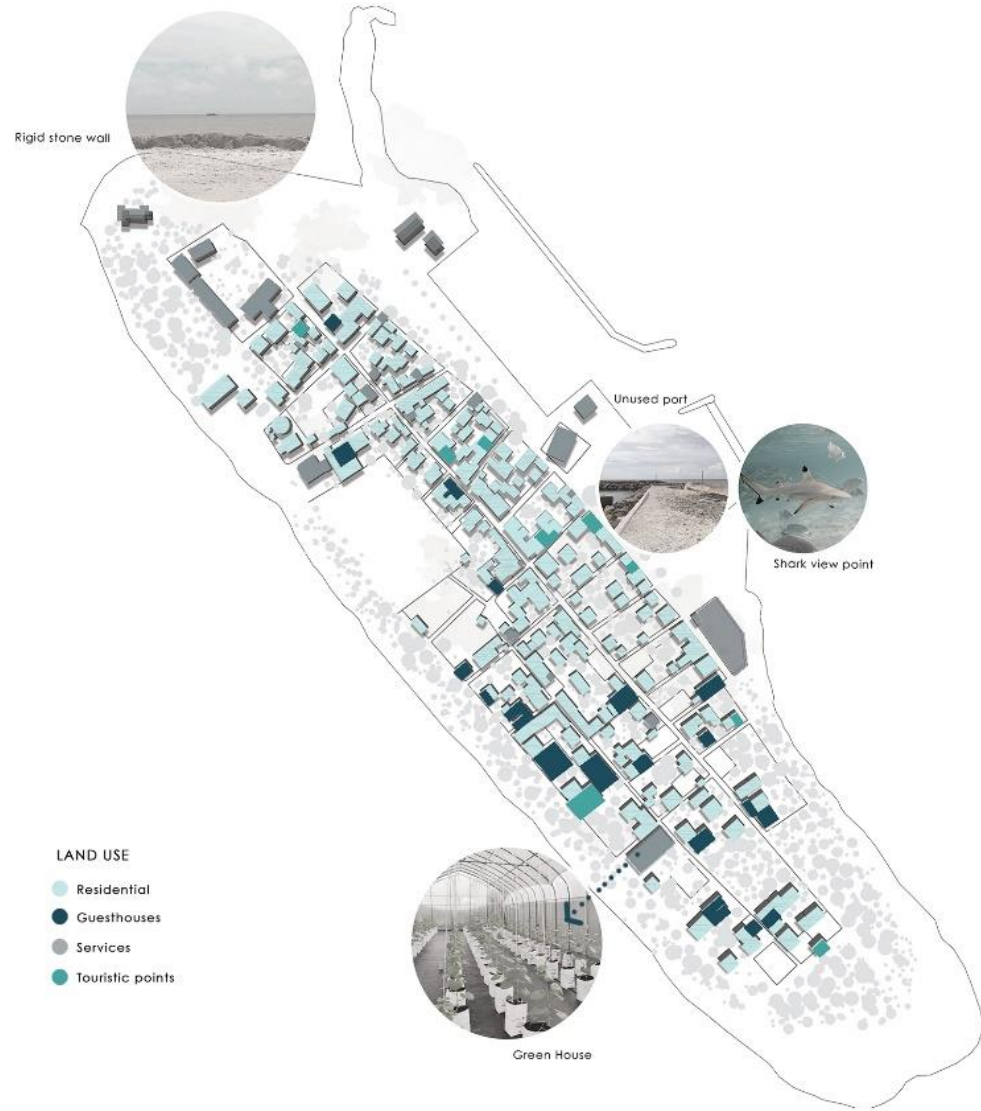 Rigid stone wall
Unused port
Shark view point
LAND USE
Residential
Guesthouses
Services
Touristic points
Green House